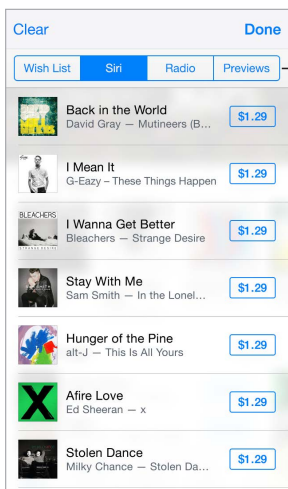 Clear Done
Wish List Siri Radio Previews
Back in the World
David Gray — Mutineers (B...
$1.29
I Mean It
G-Eazy – These Things Happen
$1.29
BLEACHERS
STRANGE DESIRE
I Wanna Get Better
Bleachers — Strange Desire
$1.29
Stay With Me
Sam Smith — In the Lonel...
$1.29
Hunger of the Pine
alt-J — This Is All Yours
$1.29
Afire Love
Ed Sheeran — x
$1.29
Stolen Dance
Milky Chance — Stolen Da...
$1.29